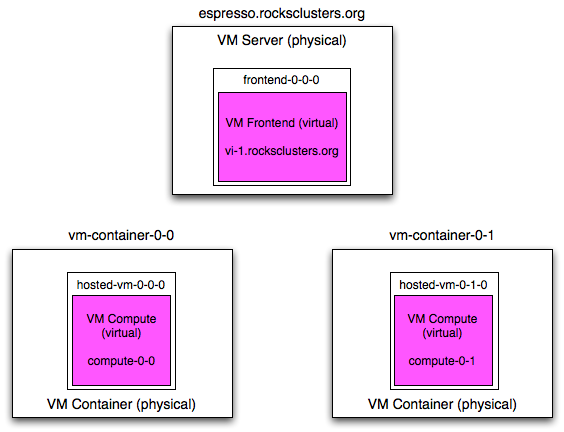 espresso.rocksclusters.org
VM Server (physical)
frontend-0-0-0
VM Frontend (virtual)
vi-1.rocksclusters.org
vm-container-0-0
hosted-vm-0-0-0
VM Compute
(virtual)
compute-0-0
VM Container (physical)
vm-container-0-1
hosted-vm-0-1-0
VM Compute
(virtual)
compute-0-1
VM Container (physical)